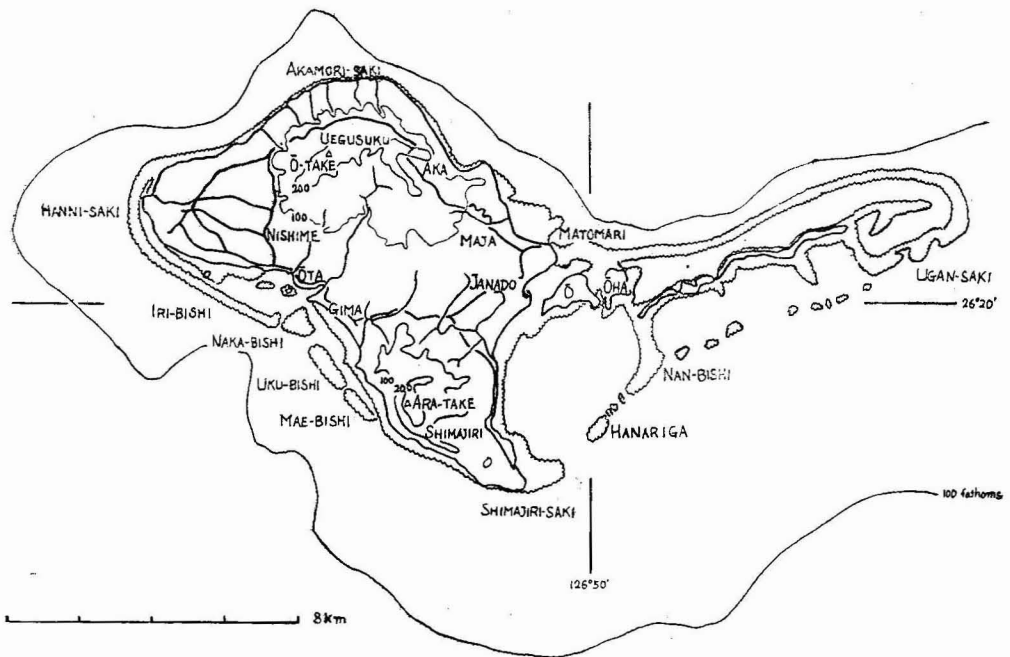 AKAMORI-SAKI
UEGUSUKU
Ō-TAKE
AKA
200
HANNI-SAKI
100
NISHIME
MAJA
MATOMARI
ŌTA
JANADO
Ō
ŌHA
UGAN-SAKI
IRI-BISHI
GIMA
26°20'
NAKA-BISHI
UKU-BISHI
100
200
NAN-BISHI
MAE-BISHI
ARA-TAKE
SHIMAJIRI
HANARIGA
SHIMAJIRI-SAKI
100 fathoms
126°50'
8km